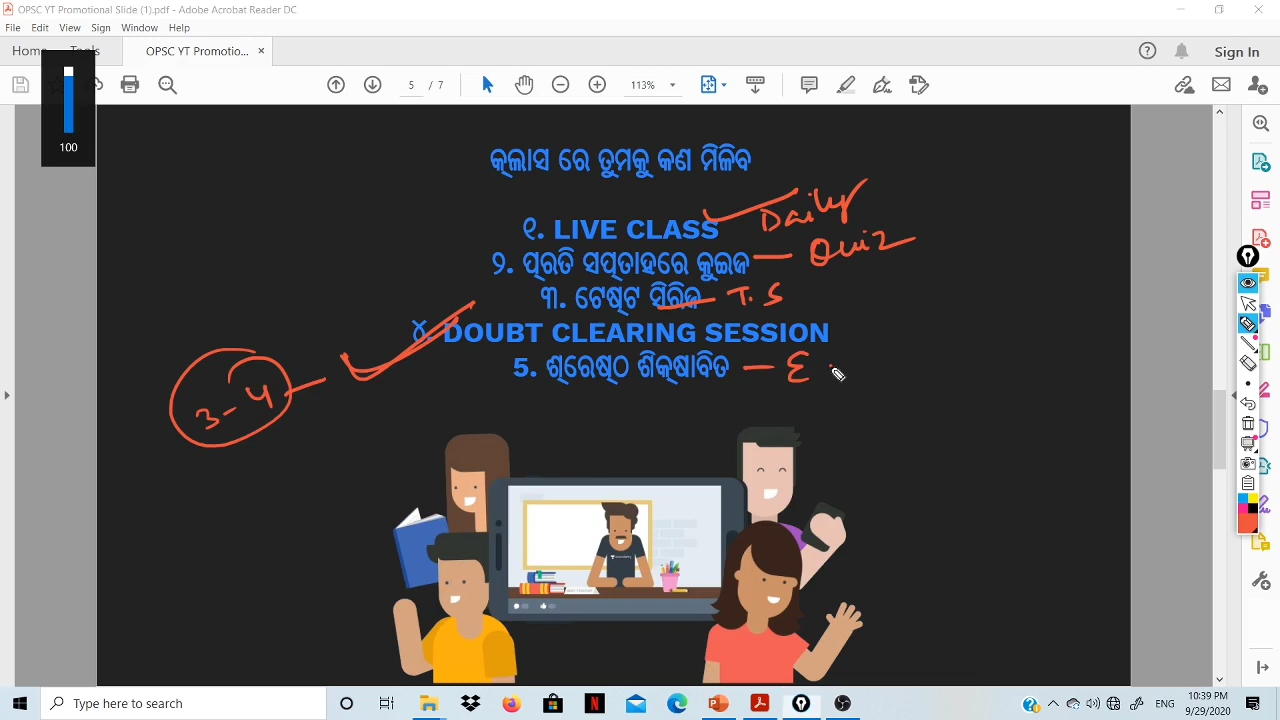 OPSC YT Promotional Slide (1).pdf - Adobe Acrobat Reader DC
File Edit View Sign Window Help
Home Tools OPSC YT Promotio... × Sign In
5 / 7 113%
100
କ୍ଲାସ ରେ ତୁମକୁ କଣ ମିଳିବ
୧. LIVE CLASS Daily
୨. ପ୍ରତି ସପ୍ତାହରେ କୁଇଜ — Quiz
୩. ଟେଷ୍ଟ ସିରିଜ — T.S
୪. DOUBT CLEARING SESSION
5. ଶ୍ରେଷ୍ଠ ଶିକ୍ଷାବିତ — E
3-4
Type here to search
ENG
10:39 PM
9/29/2020